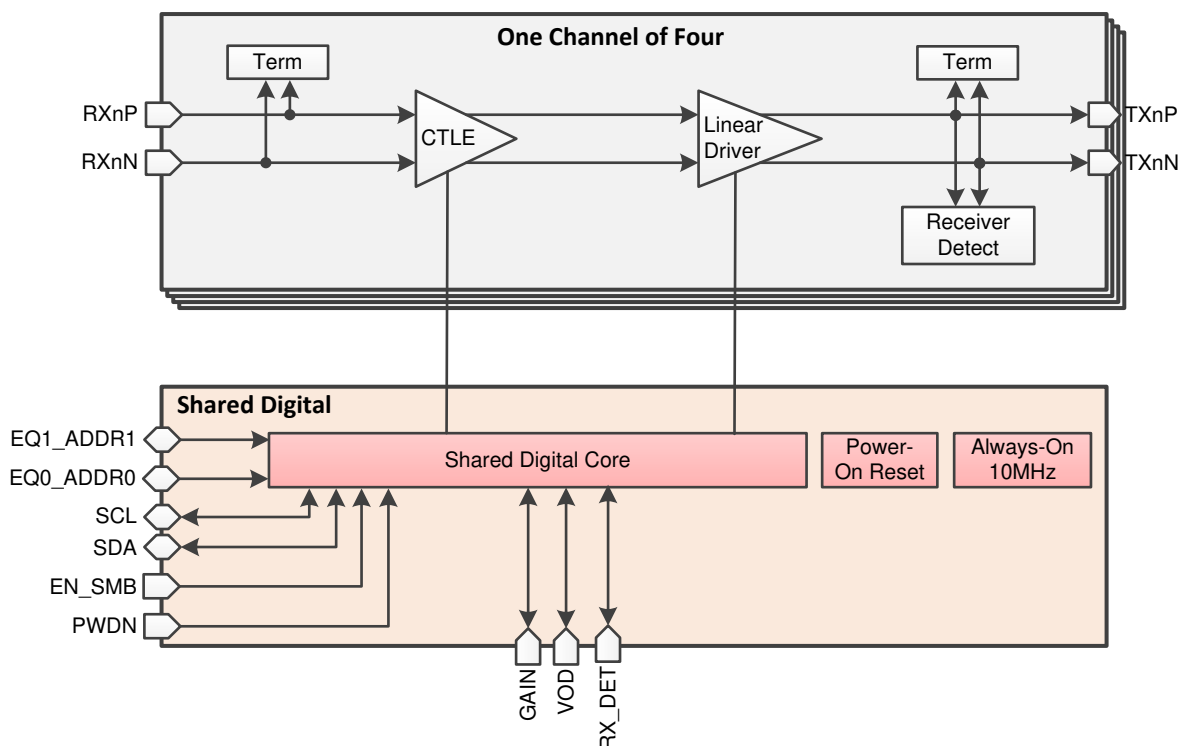 One Channel of Four
Term
Term
RXnP
CTLE
Linear
Driver
TXnP
RXnN
TXnN
Receiver
Detect
Shared Digital
EQ1_ADDR1
EQ0_ADDR0
Shared Digital Core
Power-
On Reset
Always-On
10MHz
SCL
SDA
EN_SMB
PWDN
GAIN
VOD
RX_DET